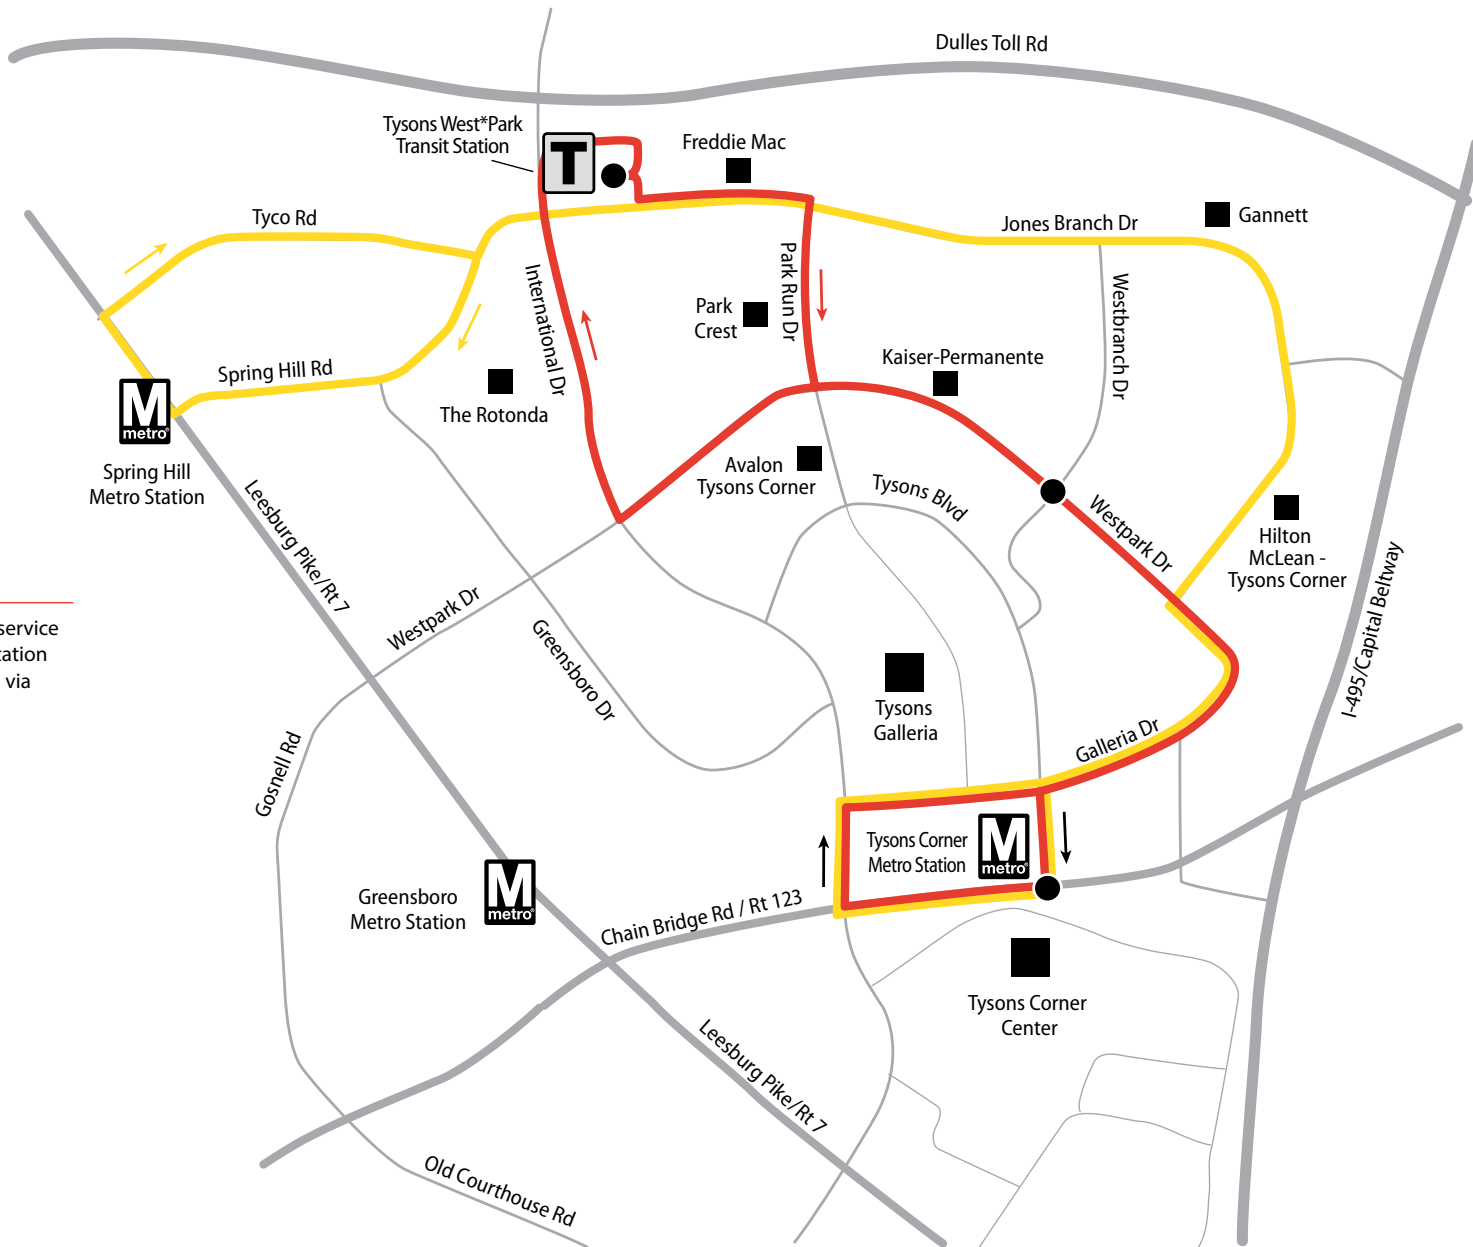 Dulles Toll Rd
Tysons West*Park
Transit Station
T
Freddie Mac
Tyco Rd
Jones Branch Dr
Gannett
International Dr
Park Run Dr
Westbranch Dr
Park
Crest
Kaiser-Permanente
Spring Hill Rd
The Rotonda
M
metro
Spring Hill
Metro Station
Avalon
Tysons Corner
Tysons Blvd
Westpark Dr
Hilton
McLean -
Tysons Corner
Leesburg Pike/Rt 7
I-495/Capital Beltway
service
tation
via
Westpark Dr
Greensboro Dr
Tysons
Galleria
Galleria Dr
Gosnell Rd
Tysons Corner
Metro Station
M
metro
Greensboro
Metro Station
M
metro
Chain Bridge Rd / Rt 123
Tysons Corner
Center
Leesburg Pike/Rt 7
Old Courthouse Rd